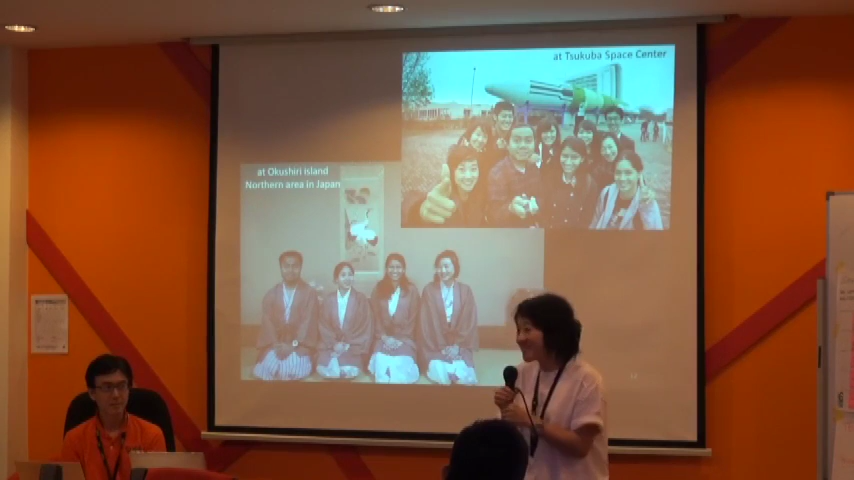 at Tsukuba Space Center
at Okushiri island
Northern area in Japan